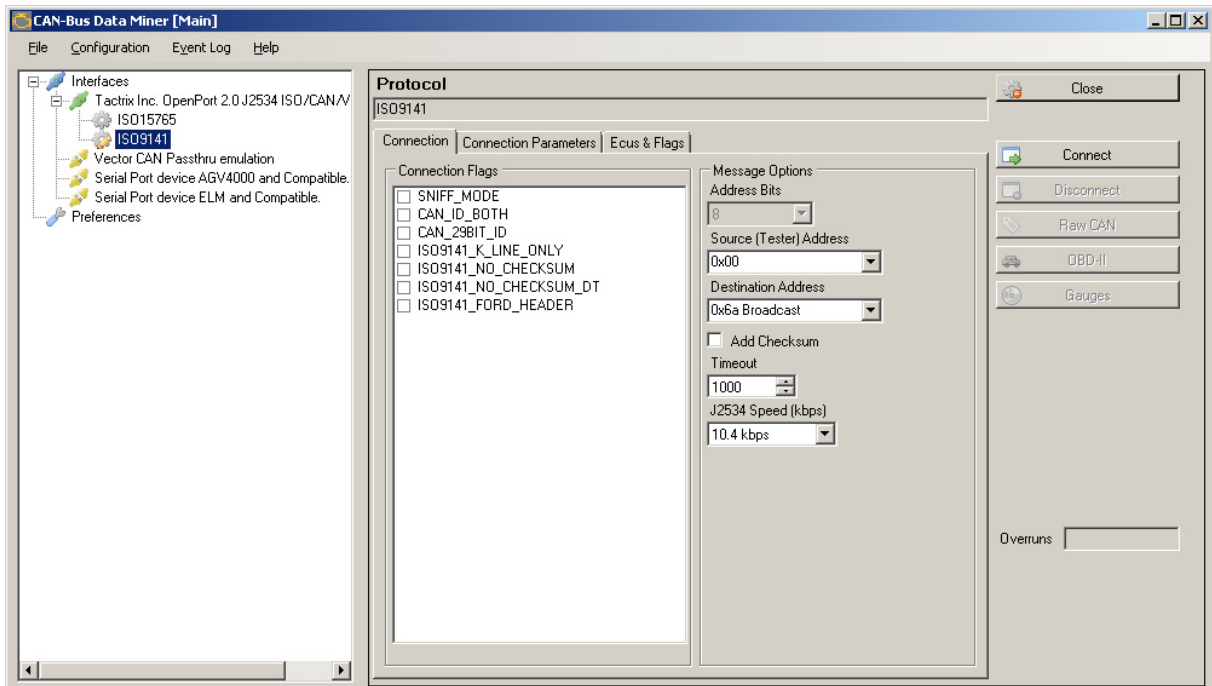 CAN-Bus Data Miner [Main]
File Configuration Event Log Help
Interfaces
Tactrix Inc. OpenPort 2.0 J2534 ISO/CAN/V
ISO15765
ISO9141
Vector CAN Passthru emulation
Serial Port device AGV4000 and Compatible.
Serial Port device ELM and Compatible.
Preferences
Protocol
ISO9141
Connection Connection Parameters Ecus & Flags
Connection Flags
SNIFF_MODE
CAN_ID_BOTH
CAN_29BIT_ID
ISO9141_K_LINE_ONLY
ISO9141_NO_CHECKSUM
ISO9141_NO_CHECKSUM_DT
ISO9141_FORD_HEADER
Message Options
Address Bits
8
Source (Tester) Address
0x00
Destination Address
0x6a Broadcast
Add Checksum
Timeout
1000
J2534 Speed (kbps)
10.4 kbps
Close
Connect
Disconnect
Raw CAN
OBD-II
Gauges
Overruns